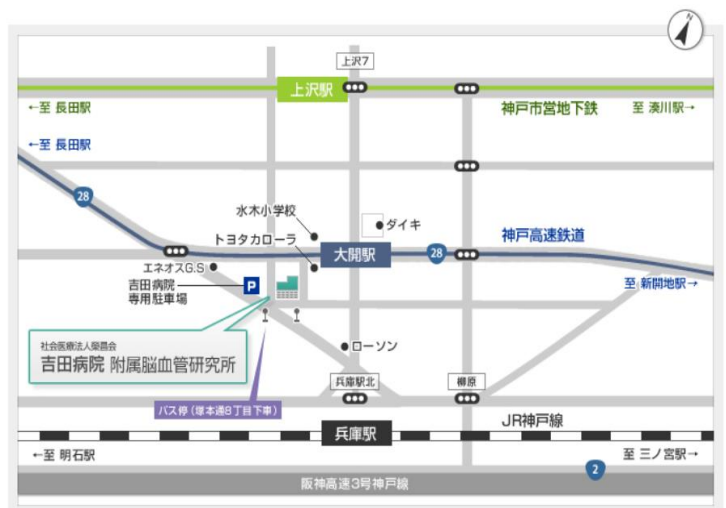 N
上沢7
上沢駅
←至 長田駅
神戸市営地下鉄
至 湊川駅→
←至 長田駅
28
水木小学校
ダイキ
トヨタカローラ
大開駅
28
神戸高速鉄道
エネオスG.S
吉田病院
専用駐車場
P
至 新開地駅→
社会医療法人榮昌会
吉田病院 附属脳血管研究所
ローソン
兵庫駅北
柳原
バス停（塚本通8丁目下車）
兵庫駅
JR神戸線
←至 明石駅
至 三ノ宮駅→
2
阪神高速3号神戸線